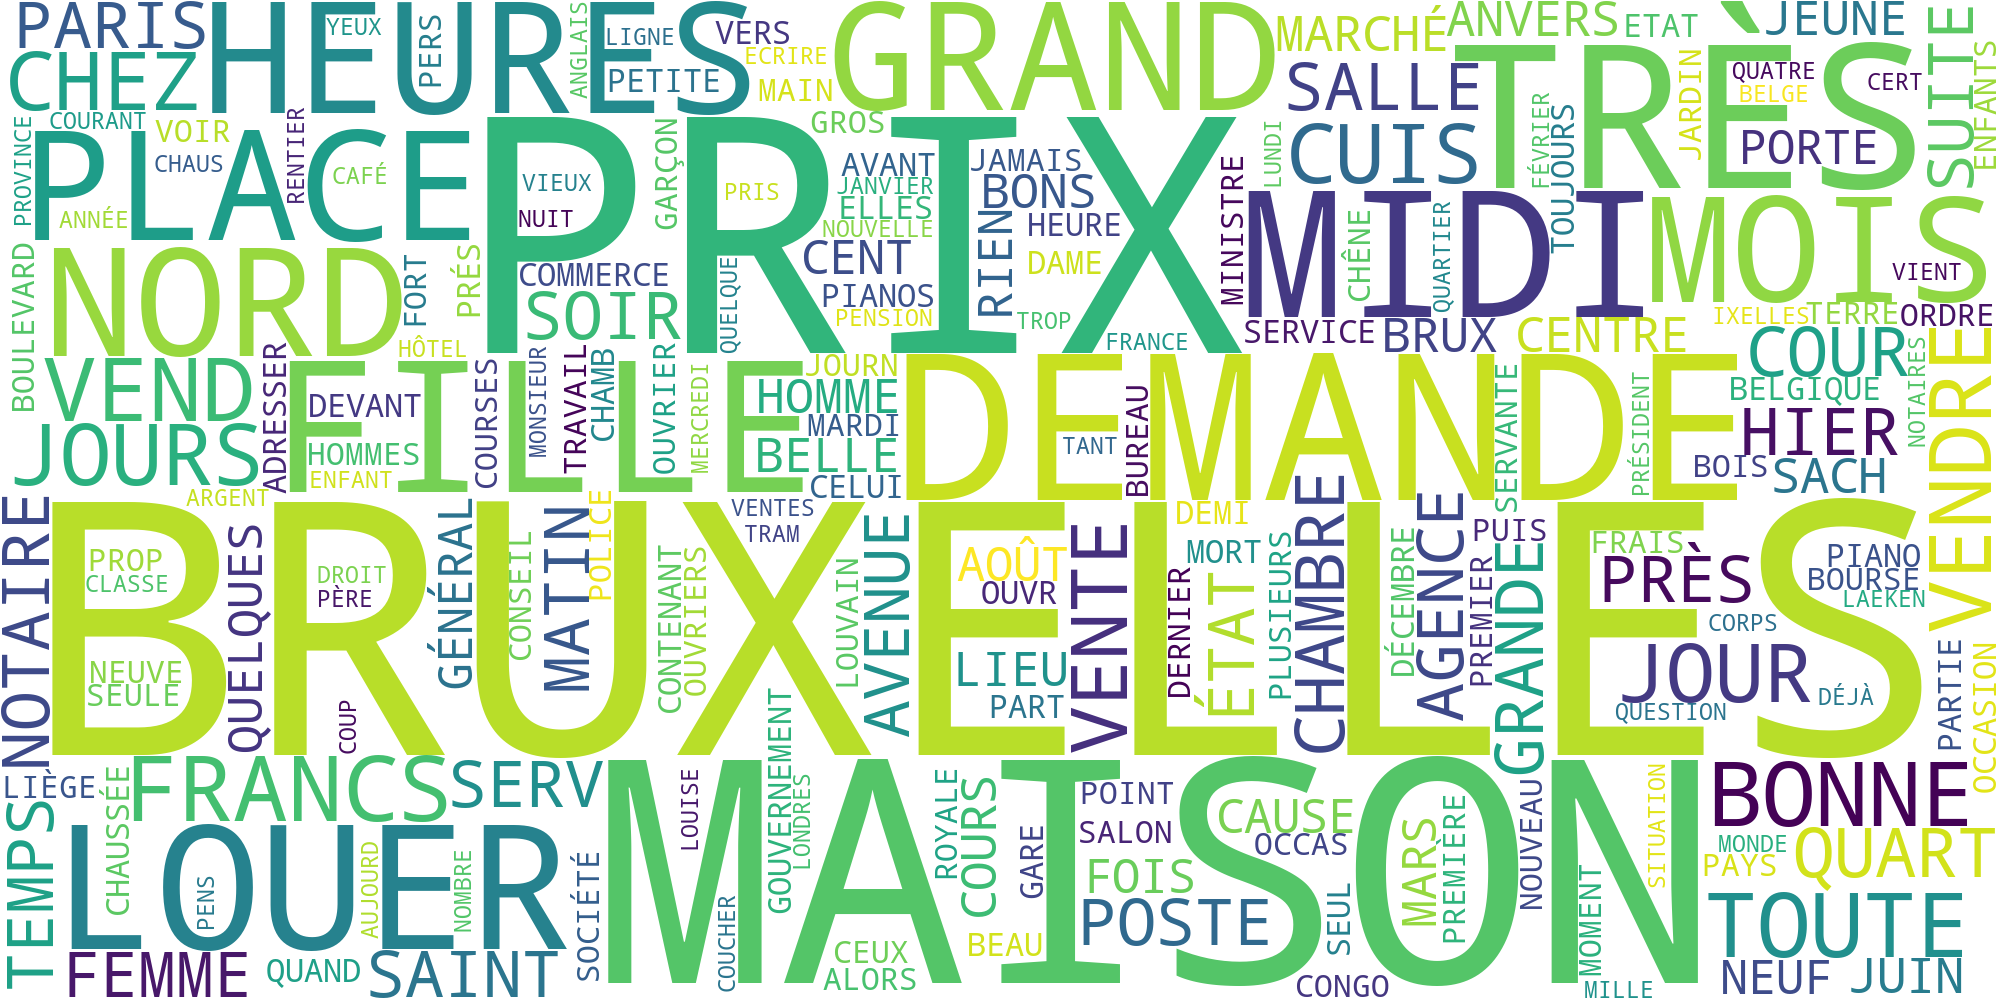 PARIS
HEURES
YEUX
PERS
ANGLAIS
LIGNE
VERS
ECRIRE
PETITE
MAIN
GRAND
MARCHÉ
ANVERS
ETAT
JEUNE
SUITE
ENFANTS
CHEZ
COURANT
VOIR
RENTIER
CHAUS
CAFÉ
GROS
SALLE
CUIS
TRÈS
QUATRE
BELGE
CERT
JARDIN
PORTE
FÉVRIER
TOUJOURS
LUNDI
PROVINCE
PLACE
ANNÉE
PRIX
VIEUX
NUIT
GARÇON
PRIS
AVANT
JANVIER
ELLES
NOUVELLE
JAMAIS
BONS
HEURE
DAME
RIEN
MINISTRE
MIDI
CHÊNE
QUARTIER
MOIS
VIENT
BOULEVARD
NORD
FORT
PRÉS
COMMERCE
SOIR
QUELQUE
CENT
PIANOS
PENSION
TROP
FRANCE
SERVICE
BRUX
CENTRE
IXELLES
TERRE
ORDRE
HÔTEL
VEND
JOURS
ADRESSER
FILLE
DEVANT
HOMMES
ENFANT
COURSES
MONSIEUR
TRAVAIL
CHAMB
OUVRIER
MERCREDI
JOURN
HOMME
MARDI
BELLE
CELUI
DEMANDE
TANT
BUREAU
SERVANTE
PRÉSIDENT
COUR
BELGIQUE
HIER
BOIS
SACH
NOTAIRES
VENDRE
ARGENT
NOTAIRE
BRUXELLES
PROP
CLASSE
NEUVE
SEULE
QUELQUES
DROIT
PÈRE
COUP
GÉNÉRAL
CONSEIL
MATIN
POLICE
CONTENANT
OUVRIERS
VENTES
TRAM
LOUVAIN
AVENUE
AOÛT
OUVR
LIEU
PART
VENTE
DEMI
MORT
DERNIER
ÉTAT
PLUSIEURS
CHAMBRE
DÉCEMBRE
AGENCE
PUIS
PREMIER
GRANDE
FRAIS
PRÈS
JOUR
QUESTION
CORPS
DÉJÀ
PIANO
BOURSE
LAEKEN
PARTIE
OCCASION
LIÈGE
CHAUSSÉE
FRANCS
SERV
TEMPS
LOUER
PENS
AUJOURD
NOMBRE
FEMME
QUAND
SAINT
SOCIÉTÉ
MAISON
LOUISE
COUCHER
GOUVERNEMENT
LONDRES
CEUX
ALORS
ROYALE
COURS
BEAU
GARE
POINT
SALON
FOIS
POSTE
CAUSE
OCCAS
CONGO
SEUL
MARS
PREMIÈRE
NOUVEAU
MOMENT
MILLE
SITUATION
BONNE
MONDE
PAYS
QUART
TOUTE
NEUF
JUIN